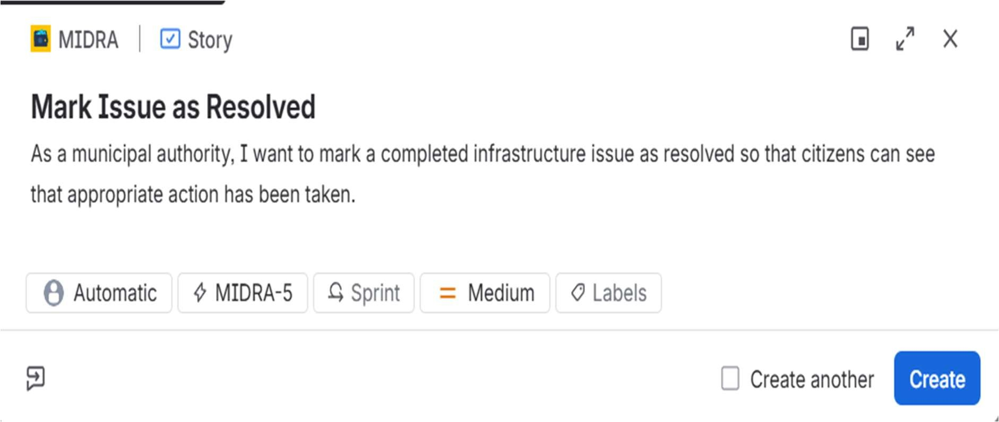 MIDRA
Story
Mark Issue as Resolved
As a municipal authority, I want to mark a completed infrastructure issue as resolved so that citizens can see
that appropriate action has been taken.
Automatic
MIDRA-5
Sprint
Medium
Labels
Create another
Create